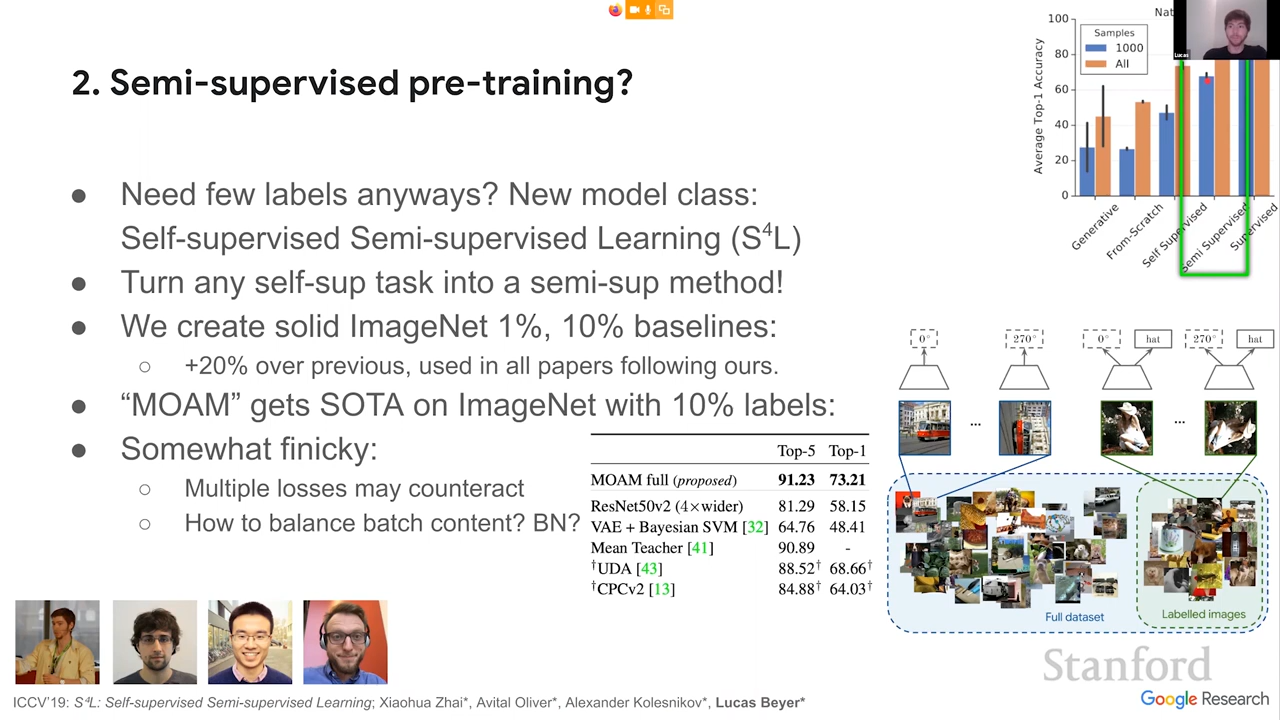 2. Semi-supervised pre-training?
● Need few labels anyways? New model class:
Self-supervised Semi-supervised Learning (S⁴L)
● Turn any self-sup task into a semi-sup method!
● We create solid ImageNet 1%, 10% baselines:
○ +20% over previous, used in all papers following ours.
● “MOAM” gets SOTA on ImageNet with 10% labels:
● Somewhat finicky:
○ Multiple losses may counteract
○ How to balance batch content? BN?
Top-5 Top-1
MOAM full (proposed) 91.23 73.21
ResNet50v2 (4×wider) 81.29 58.15
VAE + Bayesian SVM [32] 64.76 48.41
Mean Teacher [41] 90.89 -
†UDA [43] 88.52† 68.66†
†CPCv2 [13] 84.88† 64.03†
Nat
Lucas
Samples
1000
All
Average Top-1 Accuracy
100
80
60
40
20
0
Generative
From-Scratch
Self Supervised
Semi Supervised
Supervised
0° 270° 0° hat 270° hat
... ...
Full dataset
Labelled images
Stanford
Google Research
ICCV'19: S⁴L: Self-supervised Semi-supervised Learning; Xiaohua Zhai*, Avital Oliver*, Alexander Kolesnikov*, Lucas Beyer*